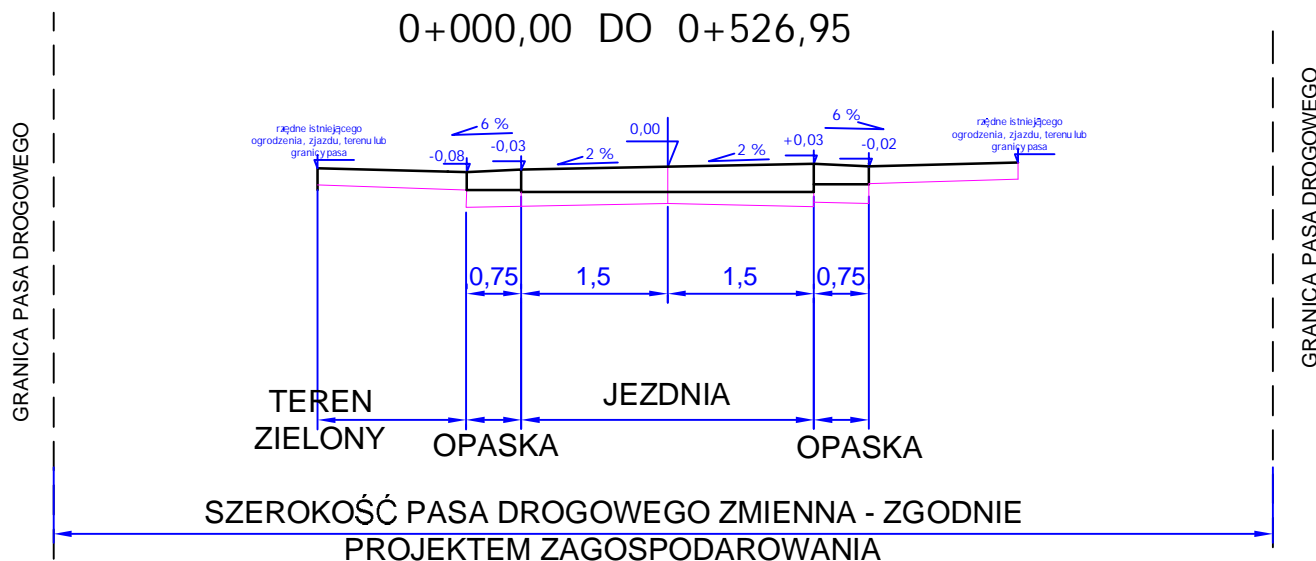 0+000,00 DO 0+526,95
GRANICA PASA DROGOWEGO
GRANICA PASA DROGOWEGO
rzędne istniejącego
ogrodzenia, zjazdu, terenu lub
granicy pasa
6 %
-0,08
-0,03
2 %
0,00
2 %
+0,03
6 %
-0,02
rzędne istniejącego
ogrodzenia, zjazdu, terenu lub
granicy pasa
0,75
1,5
1,5
0,75
TEREN
ZIELONY
OPASKA
JEZDNIA
OPASKA
SZEROKOŚĆ PASA DROGOWEGO ZMIENNA - ZGODNIE
PROJEKTEM ZAGOSPODAROWANIA